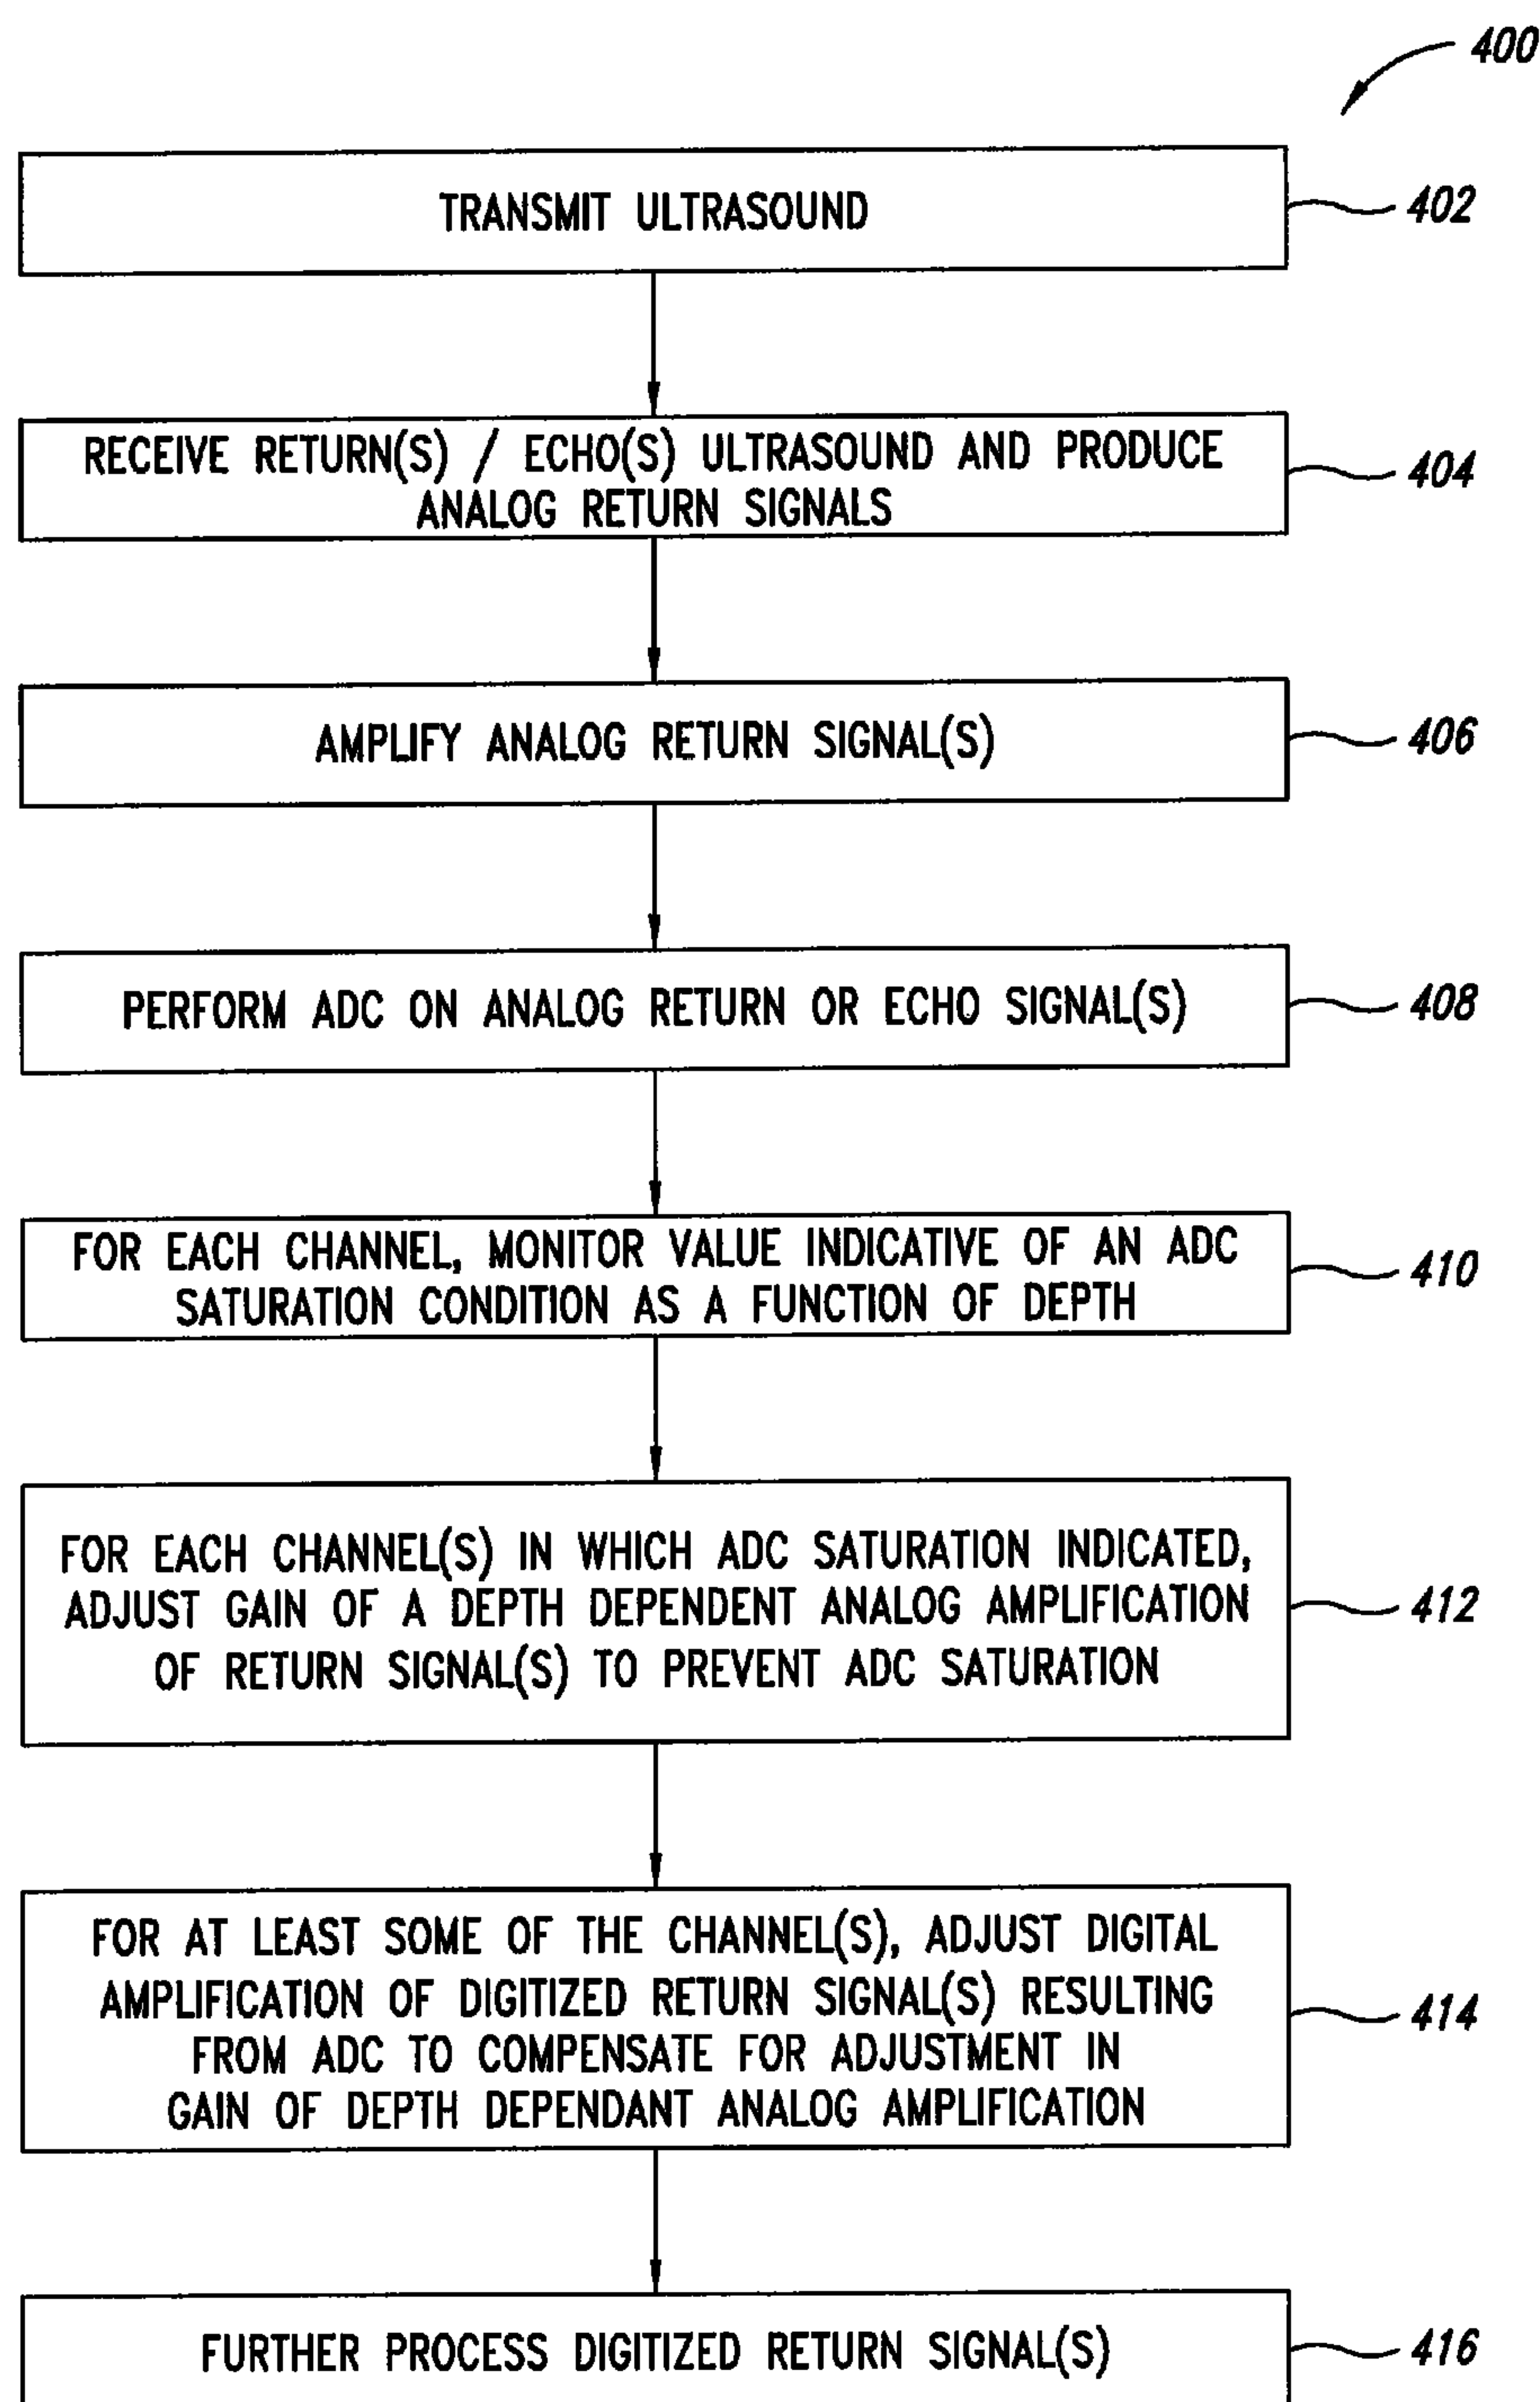 400
TRANSMIT ULTRASOUND
402
RECEIVE RETURN(S) / ECHO(S) ULTRASOUND AND PRODUCE
ANALOG RETURN SIGNALS
404
AMPLIFY ANALOG RETURN SIGNAL(S)
406
PERFORM ADC ON ANALOG RETURN OR ECHO SIGNAL(S)
408
FOR EACH CHANNEL, MONITOR VALUE INDICATIVE OF AN ADC
SATURATION CONDITION AS A FUNCTION OF DEPTH
410
FOR EACH CHANNEL(S) IN WHICH ADC SATURATION INDICATED,
ADJUST GAIN OF A DEPTH DEPENDENT ANALOG AMPLIFICATION
OF RETURN SIGNAL(S) TO PREVENT ADC SATURATION
412
FOR AT LEAST SOME OF THE CHANNEL(S), ADJUST DIGITAL
AMPLIFICATION OF DIGITIZED RETURN SIGNAL(S) RESULTING
FROM ADC TO COMPENSATE FOR ADJUSTMENT IN
GAIN OF DEPTH DEPENDANT ANALOG AMPLIFICATION
414
FURTHER PROCESS DIGITIZED RETURN SIGNAL(S)
416